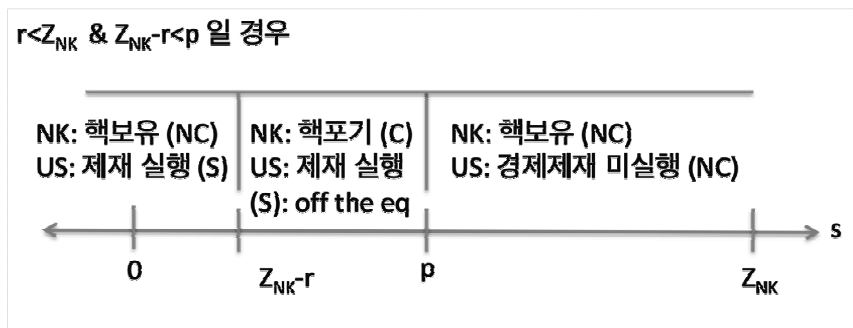 r<Z_NK & Z_NK-r<p 일 경우
NK: 핵보유 (NC)
US: 제재 실행 (S)
NK: 핵포기 (C)
US: 제재 실행
(S): off the eq
NK: 핵보유 (NC)
US: 경제제재 미실행 (NC)
s
0
Z_NK-r
p
Z_NK